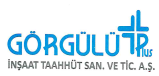 GÖRGÜLÜ Plus
İNŞAAT TAAHHÜT SAN. VE TİC. A.Ş.